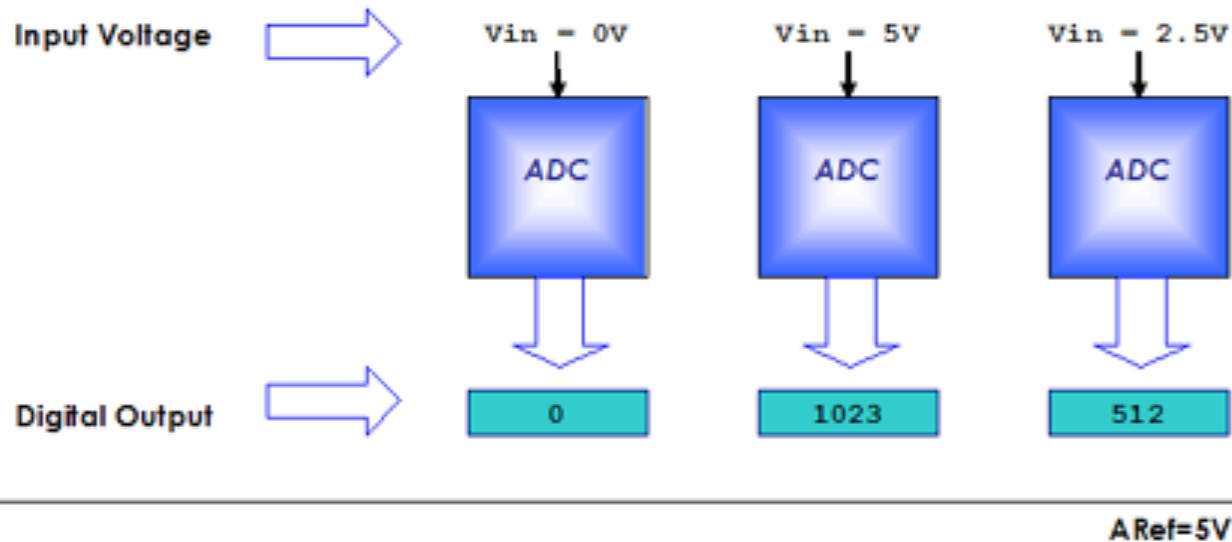 Input Voltage
Vin = 0V
Vin = 5V
Vin = 2.5V
ADC
ADC
ADC
Digital Output
0
1023
512
ARef=5V